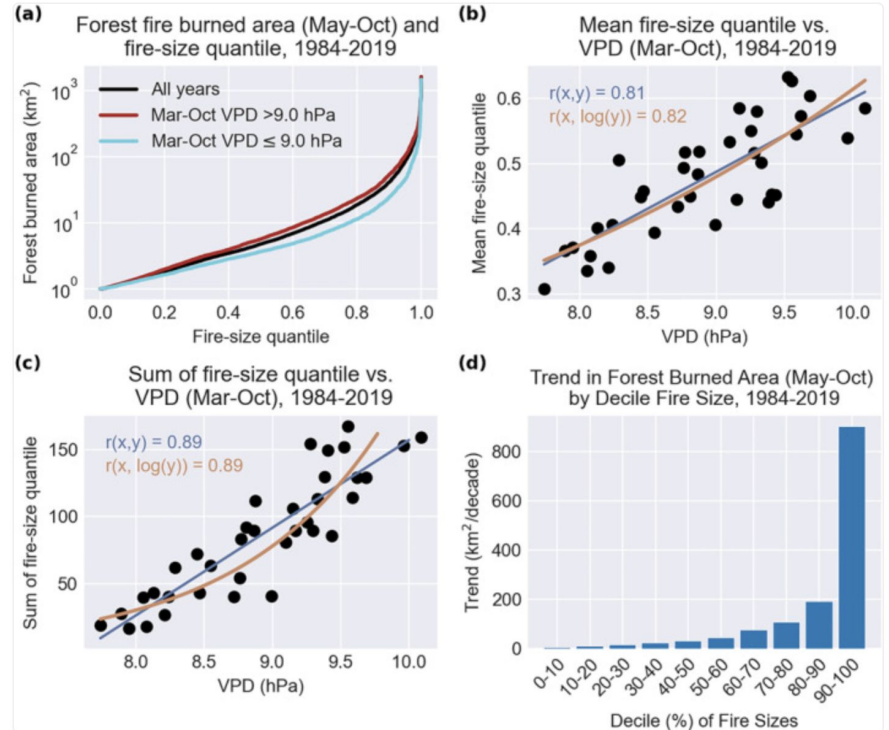 (a)
Forest fire burned area (May-Oct) and
fire-size quantile, 1984-2019
Forest burned area (km²)
10³
10²
10¹
10⁰
All years
Mar-Oct VPD >9.0 hPa
Mar-Oct VPD ≤ 9.0 hPa
0.0 0.2 0.4 0.6 0.8 1.0
Fire-size quantile
(b)
Mean fire-size quantile vs.
VPD (Mar-Oct), 1984-2019
Mean fire-size quantile
0.6
0.5
0.4
0.3
r(x,y) = 0.81
r(x, log(y)) = 0.82
8.0 8.5 9.0 9.5 10.0
VPD (hPa)
(c)
Sum of fire-size quantile vs.
VPD (Mar-Oct), 1984-2019
Sum of fire-size quantile
150
100
50
r(x,y) = 0.89
r(x, log(y)) = 0.89
8.0 8.5 9.0 9.5 10.0
VPD (hPa)
(d)
Trend in Forest Burned Area (May-Oct)
by Decile Fire Size, 1984-2019
Trend (km²/decade)
800
600
400
200
0
0-10 10-20 20-30 30-40 40-50 50-60 60-70 70-80 80-90 90-100
Decile (%) of Fire Sizes